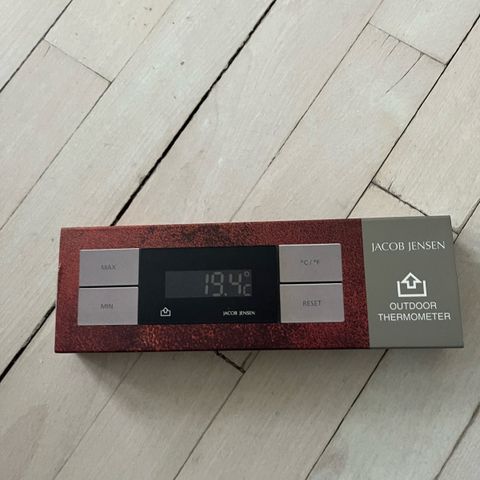 MAX
MIN
19.4°C
JACOB JENSEN
°C / °F
RESET
JACOB JENSEN
OUTDOOR
THERMOMETER